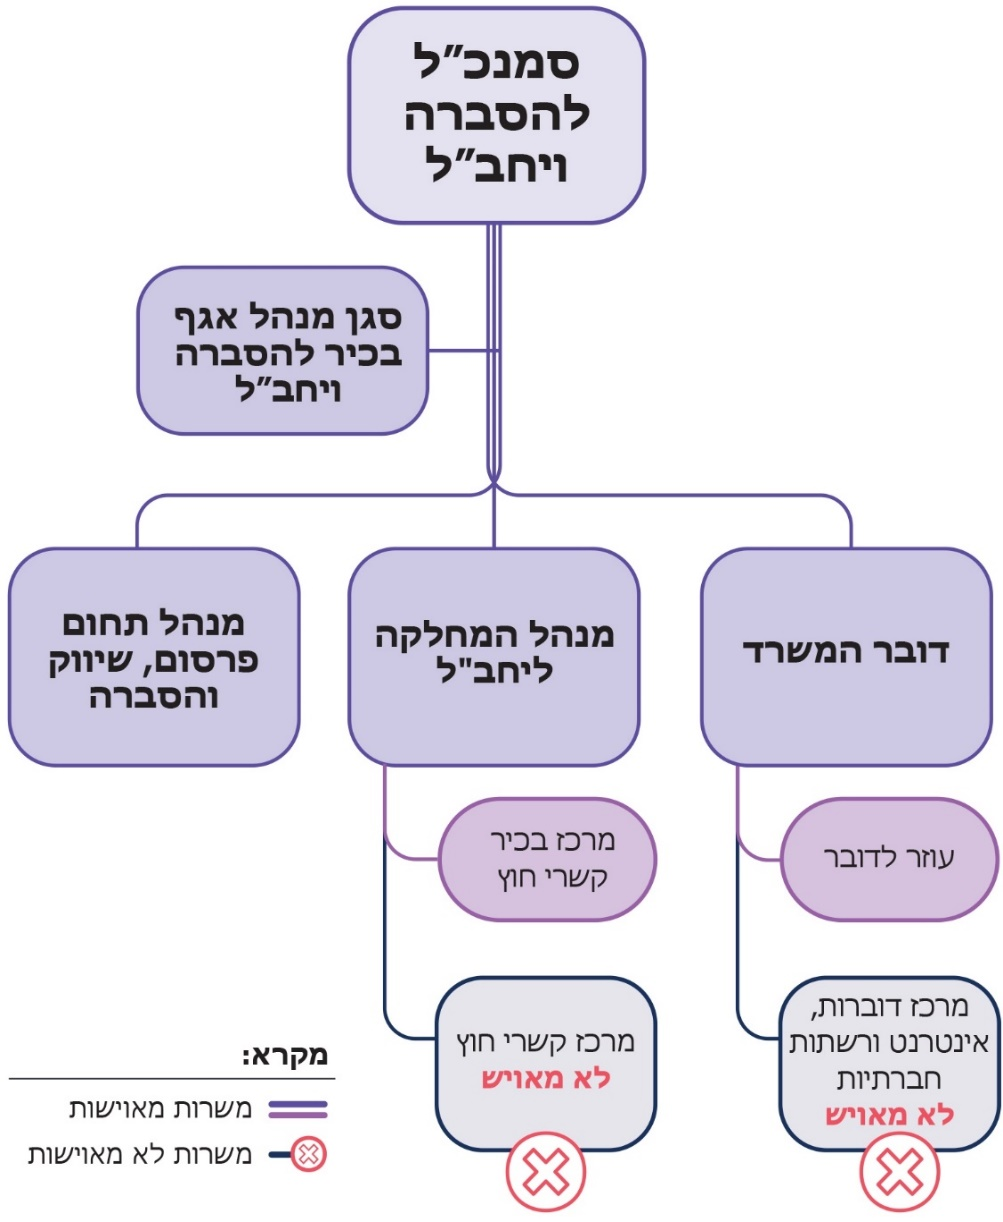 סמנכ״ל
להסברה
ויחב״ל
סגן מנהל אגף
בכיר להסברה
ויחב״ל
דובר המשרד
מנהל המחלקה
ליחב"ל
מנהל תחום
פרסום, שיווק
והסברה
עוזר לדובר
מרכז בכיר
קשרי חוץ
מרכז דוברות,
אינטרנט ורשתות
חברתיות
לא מאויש
מרכז קשרי חוץ
לא מאויש
מקרא:
משרות מאוישות
משרות לא מאוישות